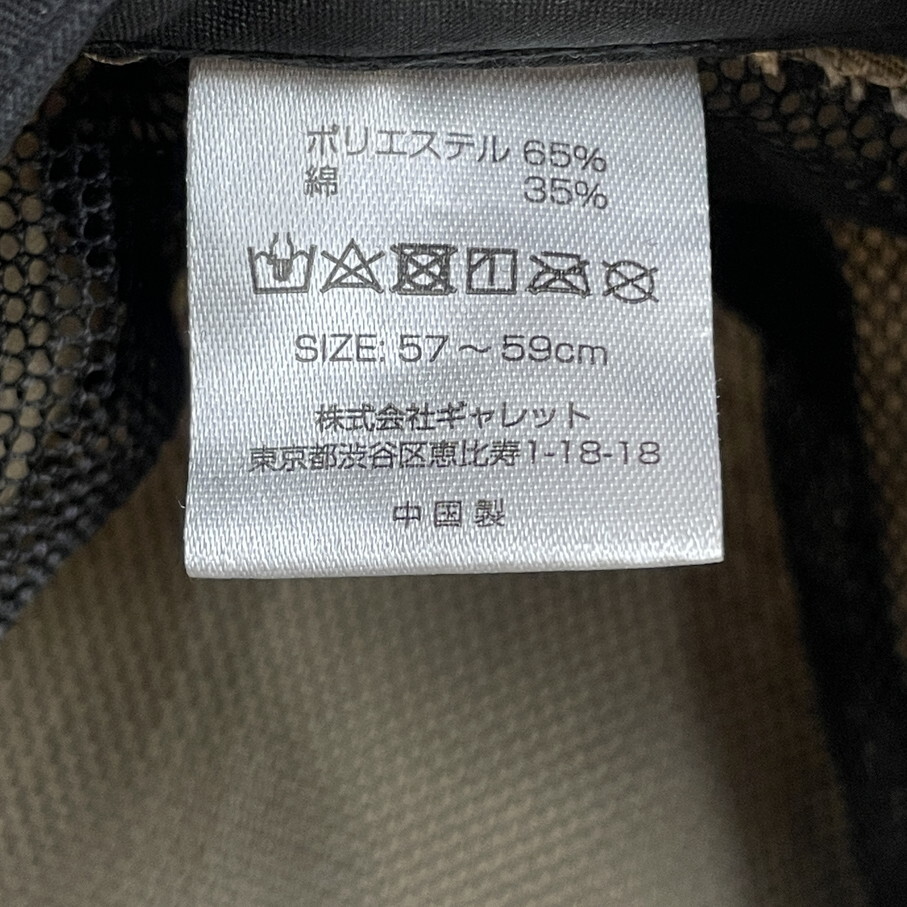 ポリエステル 65%
綿 35%
SIZE: 57 ～ 59cm
株式会社ギャレット
東京都渋谷区恵比寿1-18-18
中国製